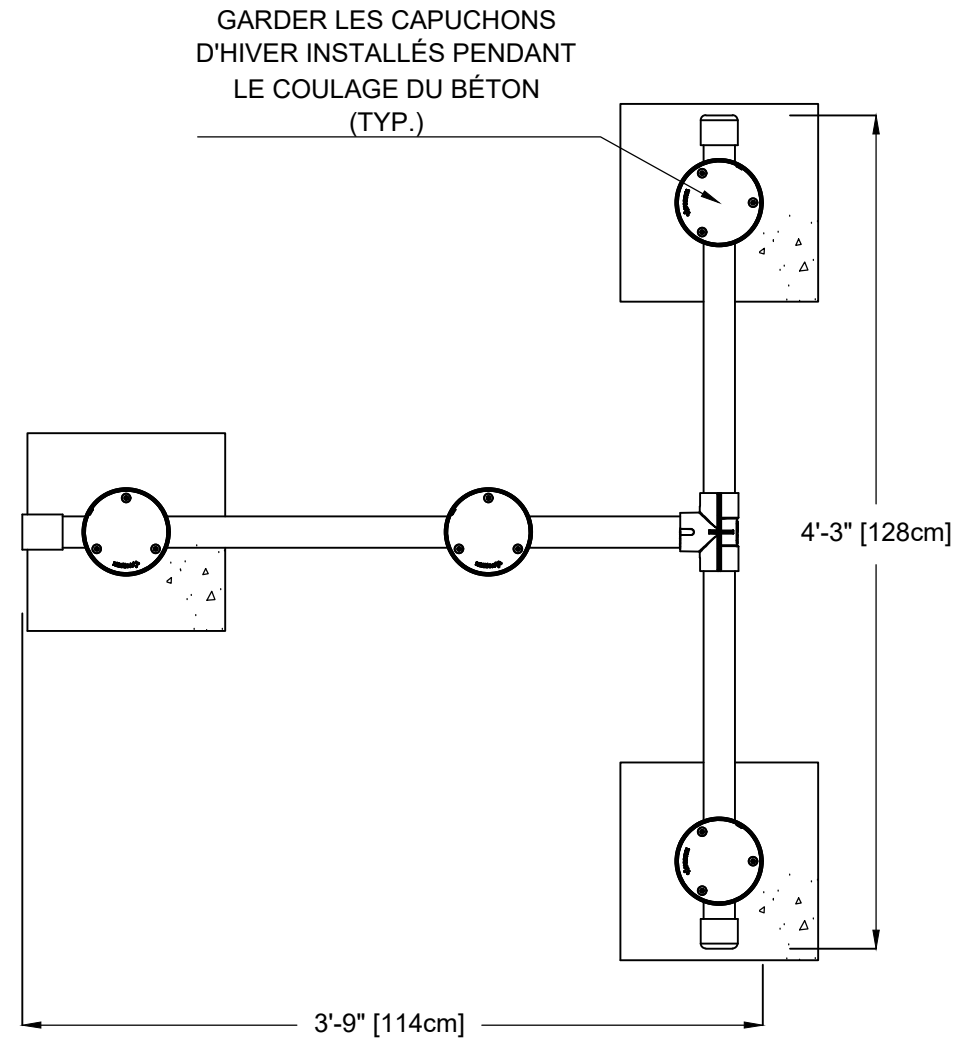 GARDER LES CAPUCHONS
D'HIVER INSTALLÉS PENDANT
LE COULAGE DU BÉTON
(TYP.)
4'-3" [128cm]
3'-9" [114cm]